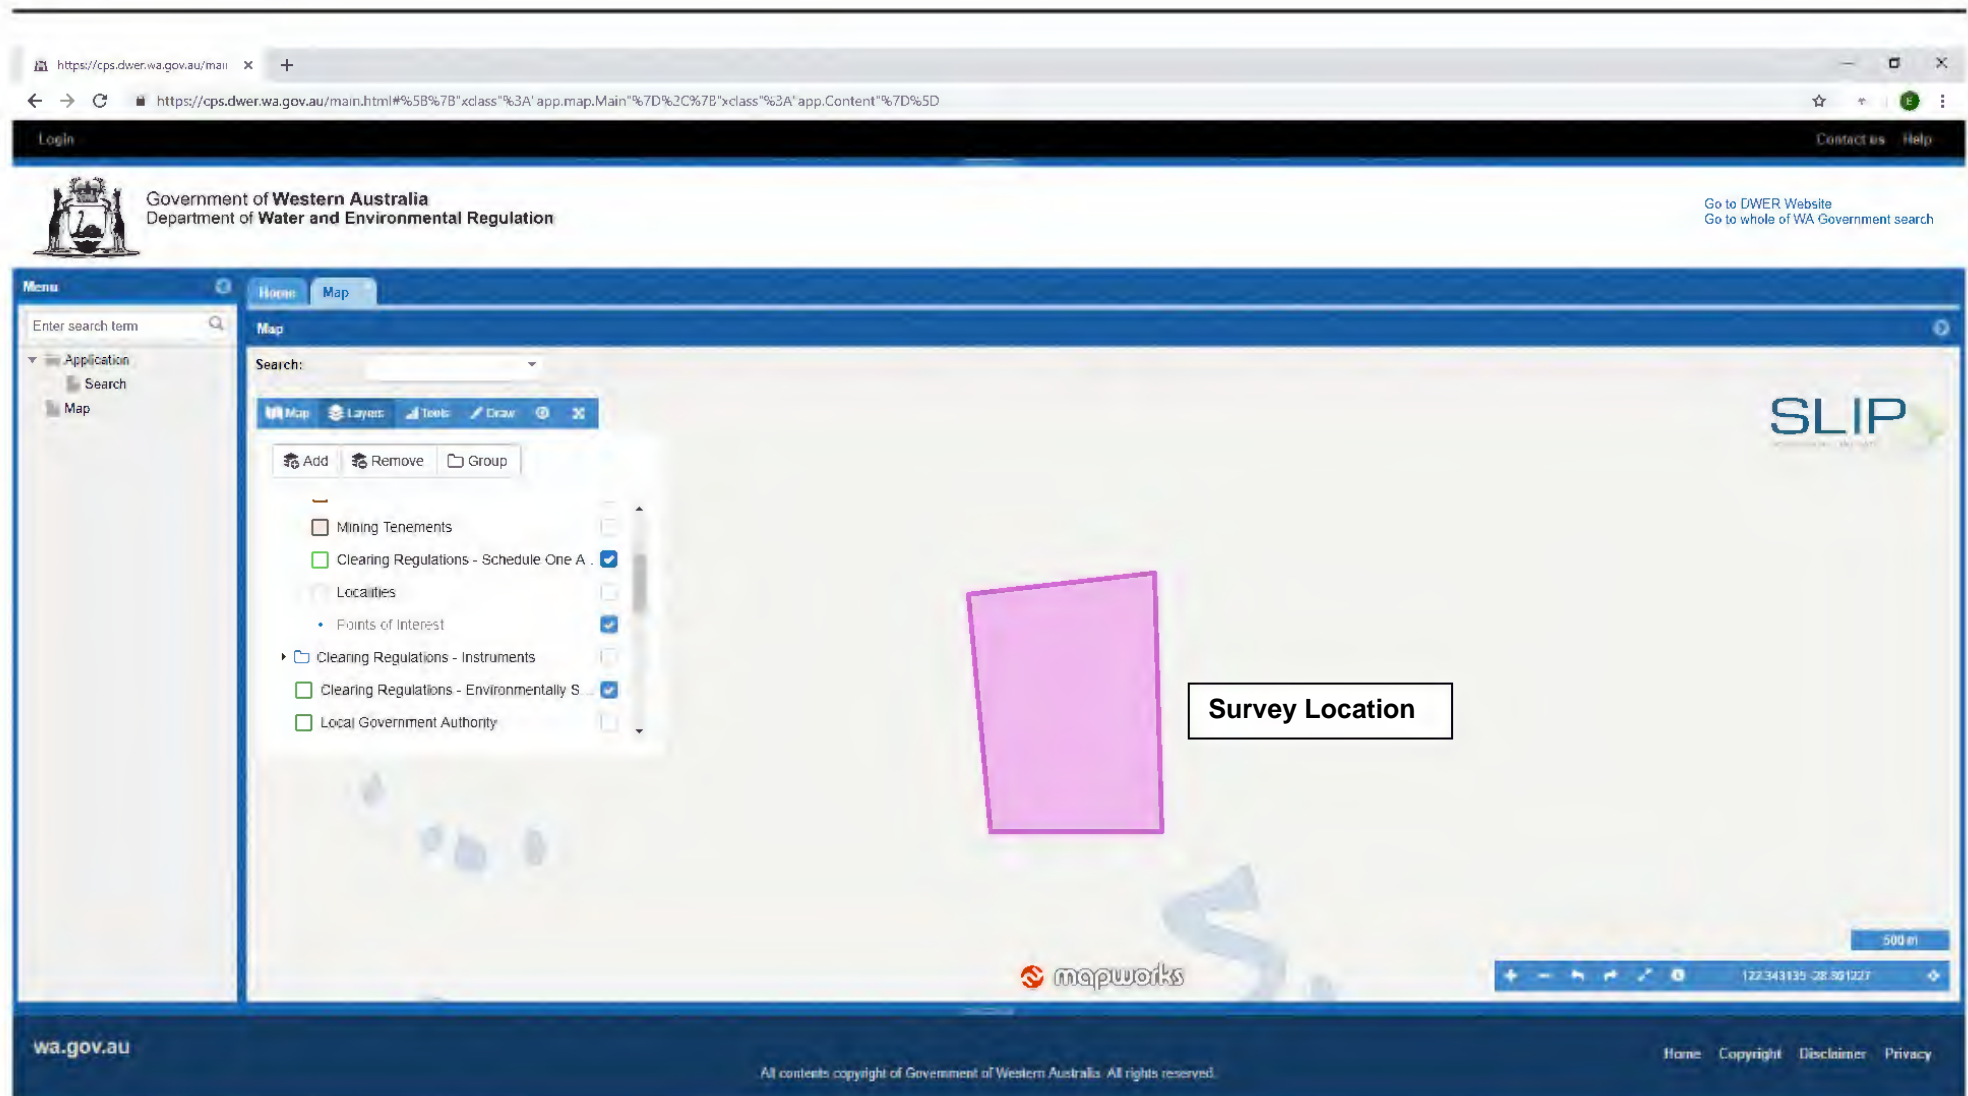 https://cps.dwer.wa.gov.au/mai
https://cps.dwer.wa.gov.au/main.html#%5B%7B"xclass"%3A"app.map.Main"%7D%2C%7B"xclass"%3A"app.Content"%7D%5D
E
Login
Contact us Help
Government of Western Australia
Department of Water and Environmental Regulation
Go to DWER Website
Go to whole of WA Government search
Menu
Home Map
Enter search term
Map
Application
Search
Map
Search:
Map Layers Tools Draw
SLIP
Add Remove Group
Mining Tenements
Clearing Regulations - Schedule One A...
Localities
Points of Interest
Clearing Regulations - Instruments
Clearing Regulations - Environmentally S...
Local Government Authority
Survey Location
500 m
mapworks
wa.gov.au
Home Copyright Disclaimer Privacy
All contents copyright of Government of Western Australia. All rights reserved.